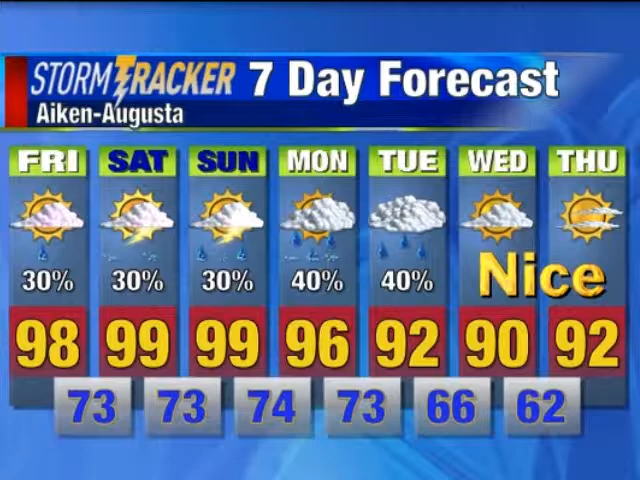 STORMTRACKER 7 Day Forecast
Aiken-Augusta
FRI SAT SUN MON TUE WED THU
30% 30% 30% 40% 40% Nice
98 99 99 96 92 90 92
73 73 74 73 66 62